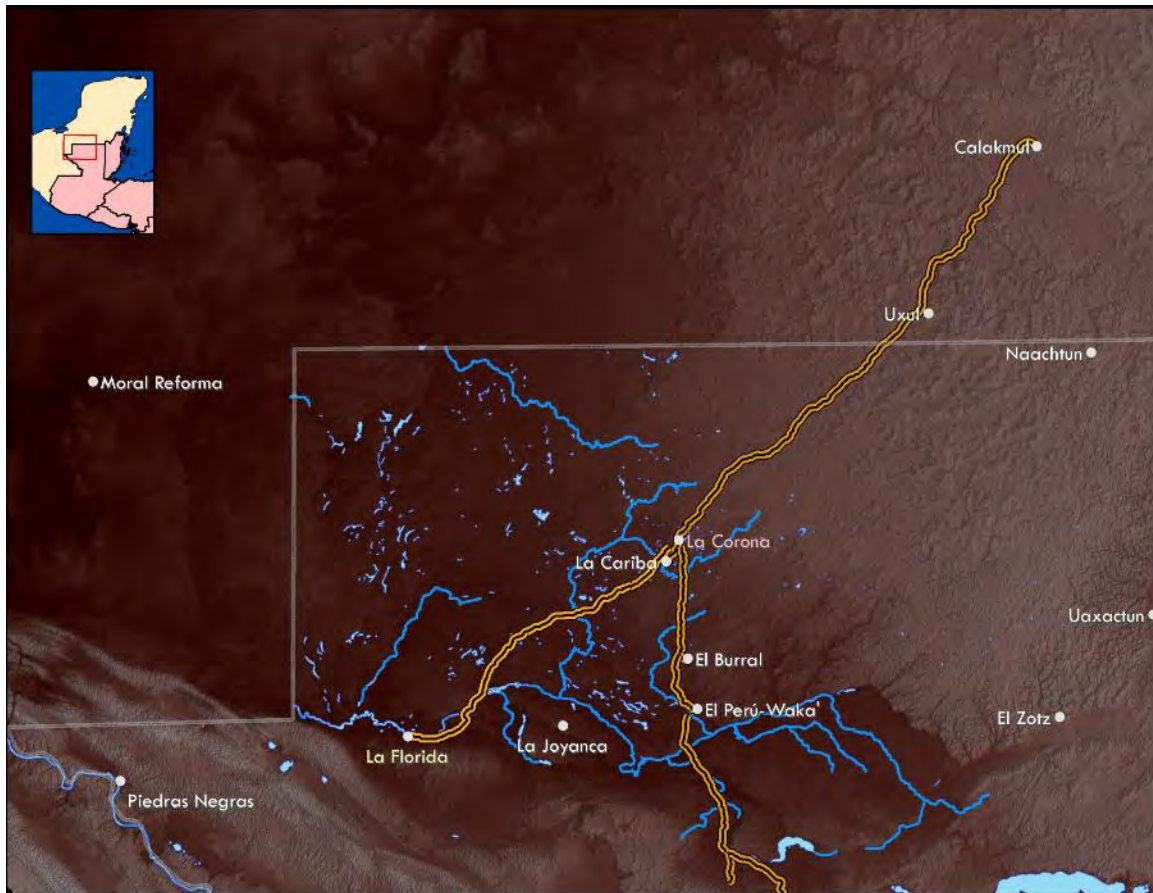 Calakmul
Uxul
Naachtun
Moral Reforma
La Corona
La Cariba
Uaxactun
El Burral
El Perú-Waka'
El Zotz
La Joyanca
La Florida
Piedras Negras